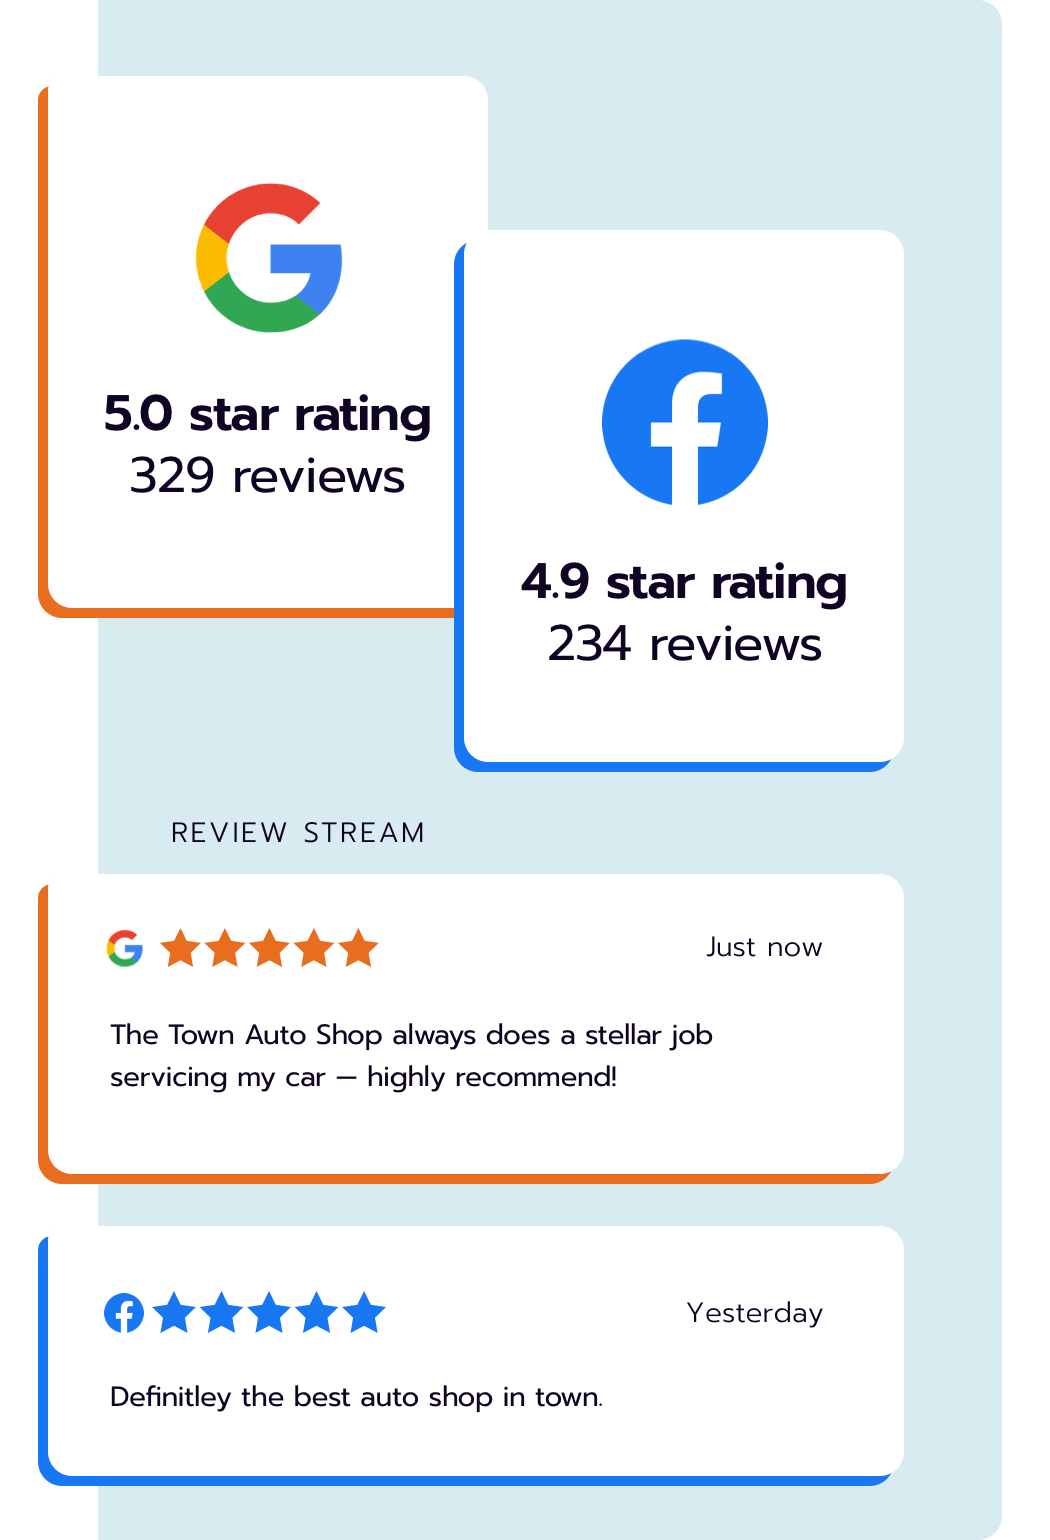 5.0 star rating
329 reviews
4.9 star rating
234 reviews
REVIEW STREAM
Just now
The Town Auto Shop always does a stellar job
servicing my car – highly recommend!
Yesterday
Definitley the best auto shop in town.